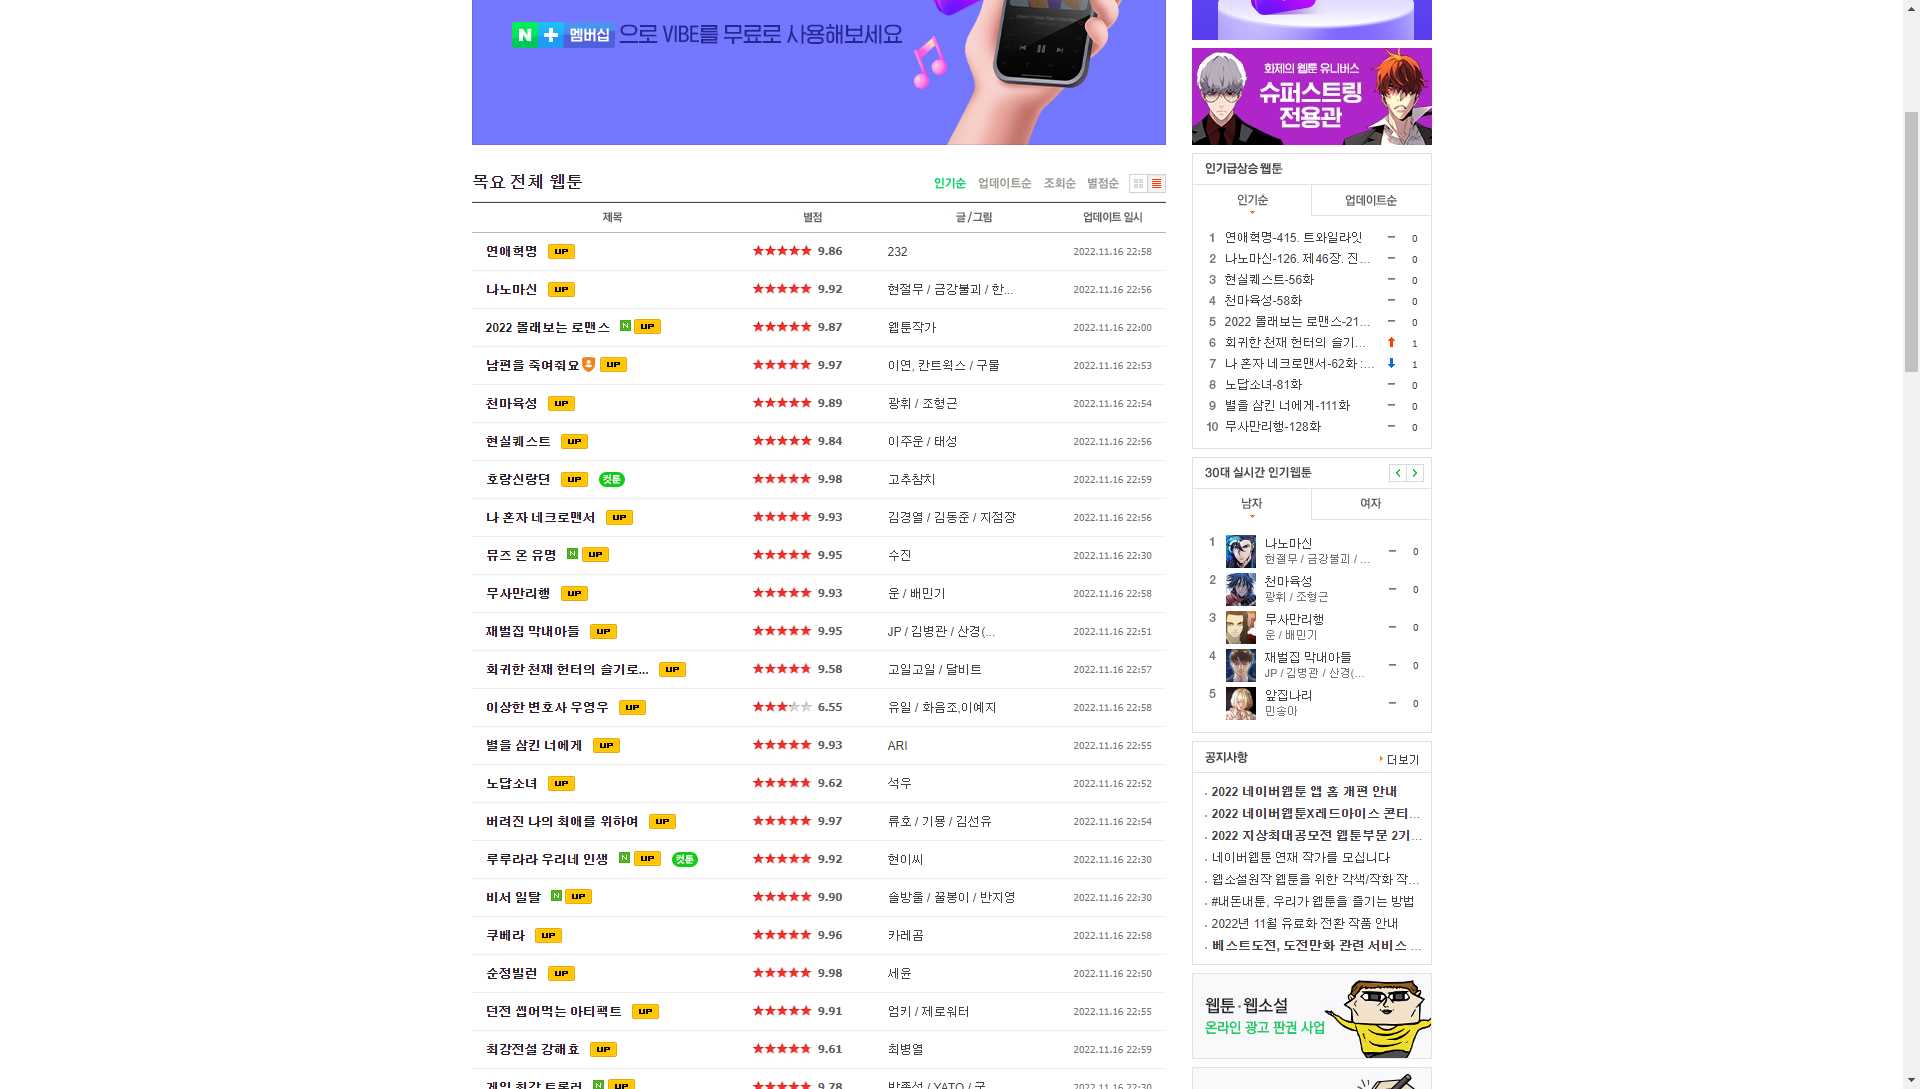 N + 멤버십 으로 VIBE를 무료로 사용해보세요
목요 전체 웹툰
인기순 업데이트순 조회순 별점순
제목 별점 글 / 그림 업데이트 일시
연애혁명 UP 9.86 232 2022.11.16 22:58
나노마신 UP 9.92 현절무 / 금강불괴 / 한... 2022.11.16 22:56
2022 몰래보는 로맨스 N UP 9.87 웹툰작가 2022.11.16 22:00
남편을 죽여줘요 UP 9.97 이연, 칸트웍스 / 구물 2022.11.16 22:53
천마육성 UP 9.89 광휘 / 조형근 2022.11.16 22:54
현실퀘스트 UP 9.84 이주운 / 태성 2022.11.16 22:56
호랑신랑뎐 UP 컷툰 9.98 고추참치 2022.11.16 22:59
나 혼자 네크로맨서 UP 9.93 김경열 / 김동준 / 지점장 2022.11.16 22:56
뮤즈 온 유명 N UP 9.95 수진 2022.11.16 22:30
무사만리행 UP 9.93 운 / 배민기 2022.11.16 22:58
재벌집 막내아들 UP 9.95 JP / 김병관 / 산경(... 2022.11.16 22:51
회귀한 천재 헌터의 슬기로... UP 9.58 고일고일 / 달비트 2022.11.16 22:57
이상한 변호사 우영우 UP 6.55 유일 / 화음조,이예지 2022.11.16 22:58
별을 삼킨 너에게 UP 9.93 ARI 2022.11.16 22:55
노답소녀 UP 9.62 석우 2022.11.16 22:52
버려진 나의 최애를 위하여 UP 9.97 류호 / 기묭 / 김선유 2022.11.16 22:54
루루라라 우리네 인생 N UP 컷툰 9.92 현이씨 2022.11.16 22:30
비서 일탈 N UP 9.90 솔방울 / 꿀봉이 / 반지영 2022.11.16 22:30
쿠베라 UP 9.96 카레곰 2022.11.16 22:58
순정빌런 UP 9.98 세윤 2022.11.16 22:50
던전 씹어먹는 아티팩트 UP 9.91 엄키 / 제로워터 2022.11.16 22:55
최강전설 강해효 UP 9.61 최병열 2022.11.16 22:59
게임 최강 트롤러 N UP 9.78 YATO 2022.11.16 22:30
화제의 웹툰 유니버스
슈퍼스트링
전용관
인기급상승 웹툰
인기순 업데이트순
1 연애혁명-415. 트와일라잇 0
2 나노마신-126. 제46장. 진... 0
3 현실퀘스트-56화 0
4 천마육성-58화 0
5 2022 몰래보는 로맨스-21... 0
6 회귀한 천재 헌터의 슬기... 1
7 나 혼자 네크로맨서-62화 :... 1
8 노답소녀-81화 0
9 별을 삼킨 너에게-111화 0
10 무사만리행-128화 0
30대 실시간 인기웹툰
남자 여자
1 나노마신 0
현절무 / 금강불괴 / ...
2 천마육성 0
광휘 / 조형근
3 무사만리행 0
운 / 배민기
4 재벌집 막내아들 0
JP / 김병관 / 산경(...
5 앞집나리 0
민송아
공지사항 더보기
2022 네이버웹툰 앱 홈 개편 안내
2022 네이버웹툰X레드아이스 콘티...
2022 지상최대공모전 웹툰부문 2기...
네이버웹툰 연재 작가를 모십니다
웹소설원작 웹툰을 위한 각색/작화 작...
#내돈내툰, 우리가 웹툰을 즐기는 방법
2022년 11월 유료화 전환 작품 안내
베스트도전, 도전만화 관련 서비스 ...
웹툰·웹소설
온라인 광고 판권 사업